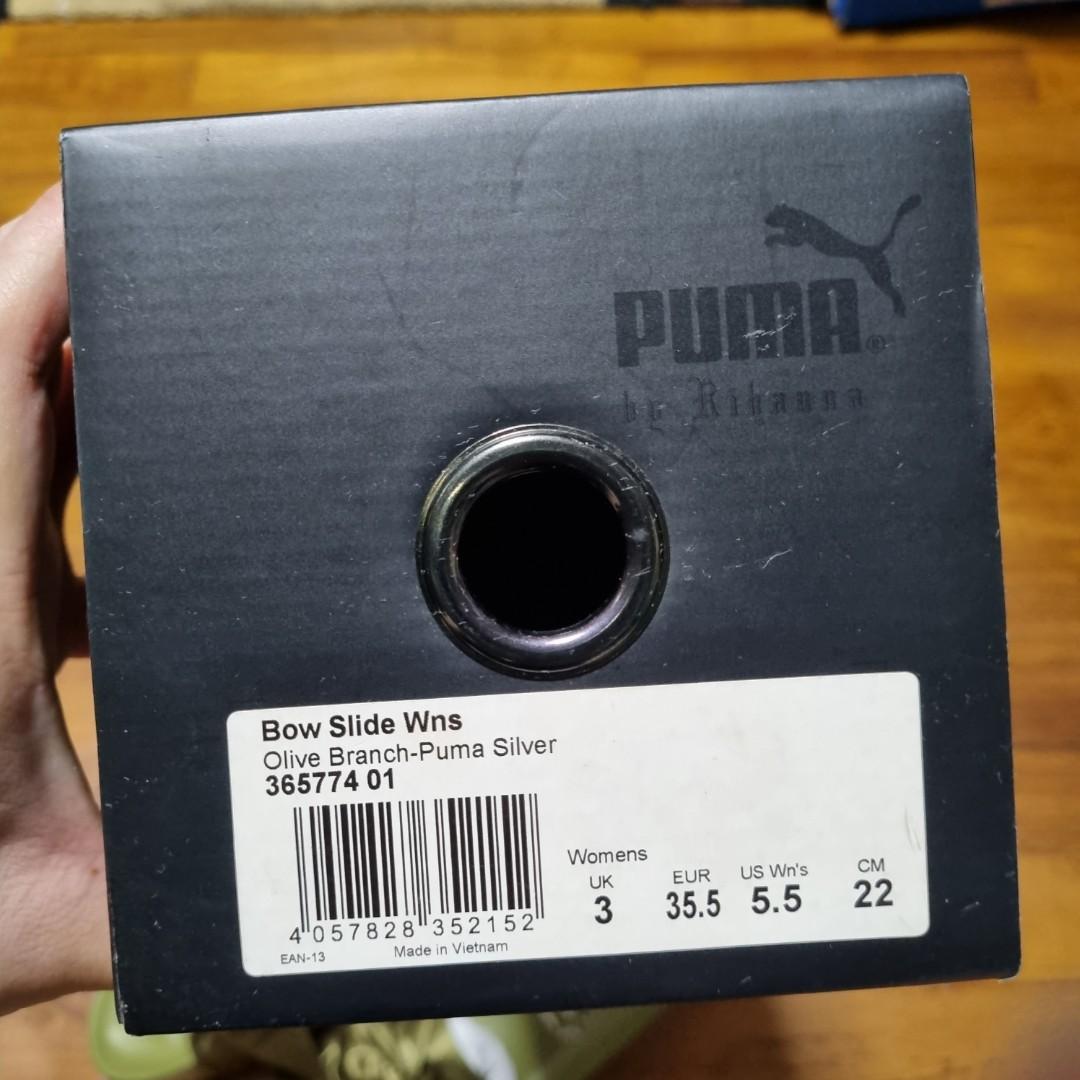 PUMA®
by Rihanna
Bow Slide Wns
Olive Branch-Puma Silver
365774 01
Womens
UK EUR US Wn's CM
3 35.5 5.5 22
4 057828 352152
EAN-13 Made in Vietnam